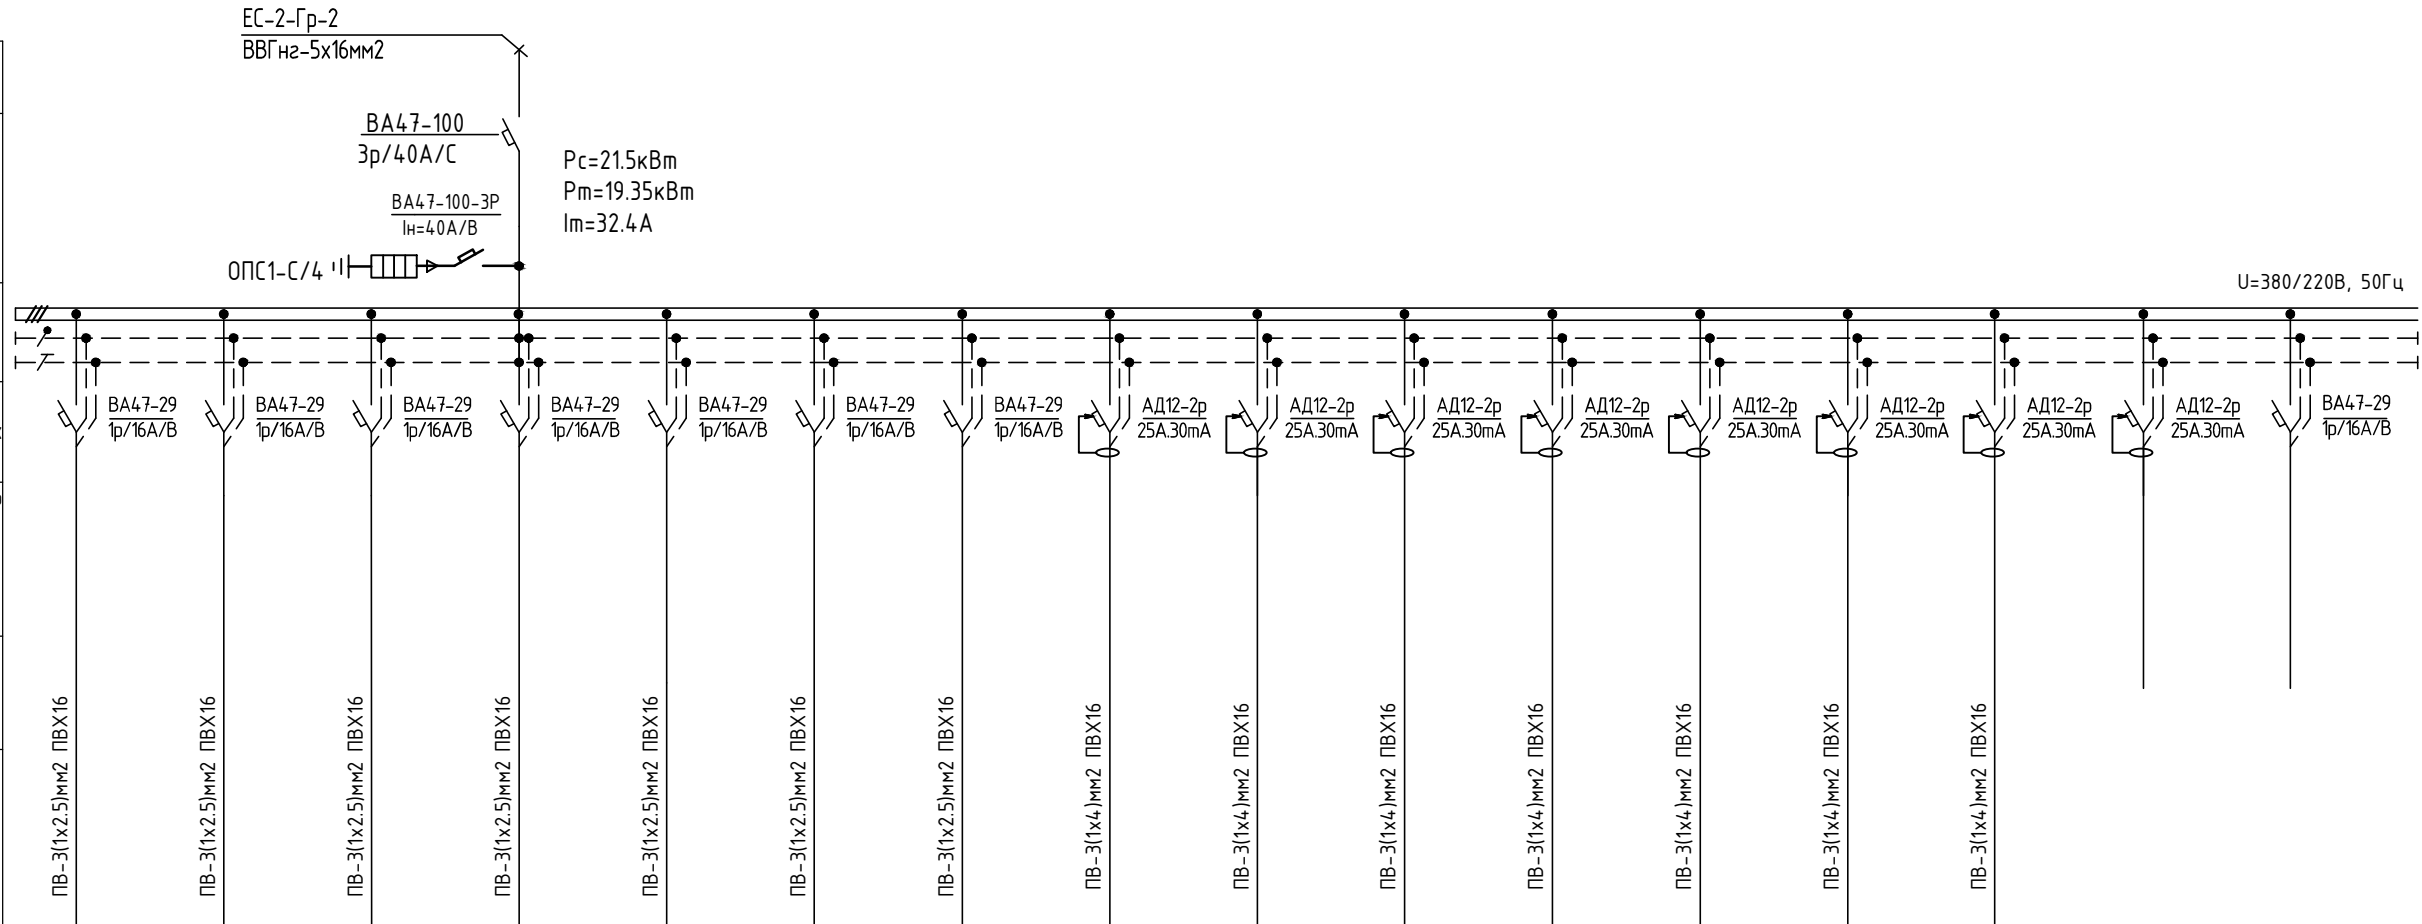 ЕС-2-Гр-2
ВВГнг-5х16мм2
ВА47-100
3р/40А/С
Рс=21.5кВт
Рт=19.35кВт
Iт=32.4А
ВА47-100-3Р
Iн=40А/В
ОПС1-С/4
U=380/220В, 50Гц
ВА47-29
1р/16А/В
ВА47-29
1р/16А/В
ВА47-29
1р/16А/В
ВА47-29
1р/16А/В
ВА47-29
1р/16А/В
ВА47-29
1р/16А/В
ВА47-29
1р/16А/В
АД12-2р
25А.30mА
АД12-2р
25А.30mА
АД12-2р
25А.30mА
АД12-2р
25А.30mА
АД12-2р
25А.30mА
АД12-2р
25А.30mА
АД12-2р
25А.30mА
АД12-2р
25А.30mА
ВА47-29
1р/16А/В
ПВ-3(1х2.5)мм2 ПВХ16
ПВ-3(1х2.5)мм2 ПВХ16
ПВ-3(1х2.5)мм2 ПВХ16
ПВ-3(1х2.5)мм2 ПВХ16
ПВ-3(1х2.5)мм2 ПВХ16
ПВ-3(1х2.5)мм2 ПВХ16
ПВ-3(1х2.5)мм2 ПВХ16
ПВ-3(1х4)мм2 ПВХ16
ПВ-3(1х4)мм2 ПВХ16
ПВ-3(1х4)мм2 ПВХ16
ПВ-3(1х4)мм2 ПВХ16
ПВ-3(1х4)мм2 ПВХ16
ПВ-3(1х4)мм2 ПВХ16
ПВ-3(1х4)мм2 ПВХ16